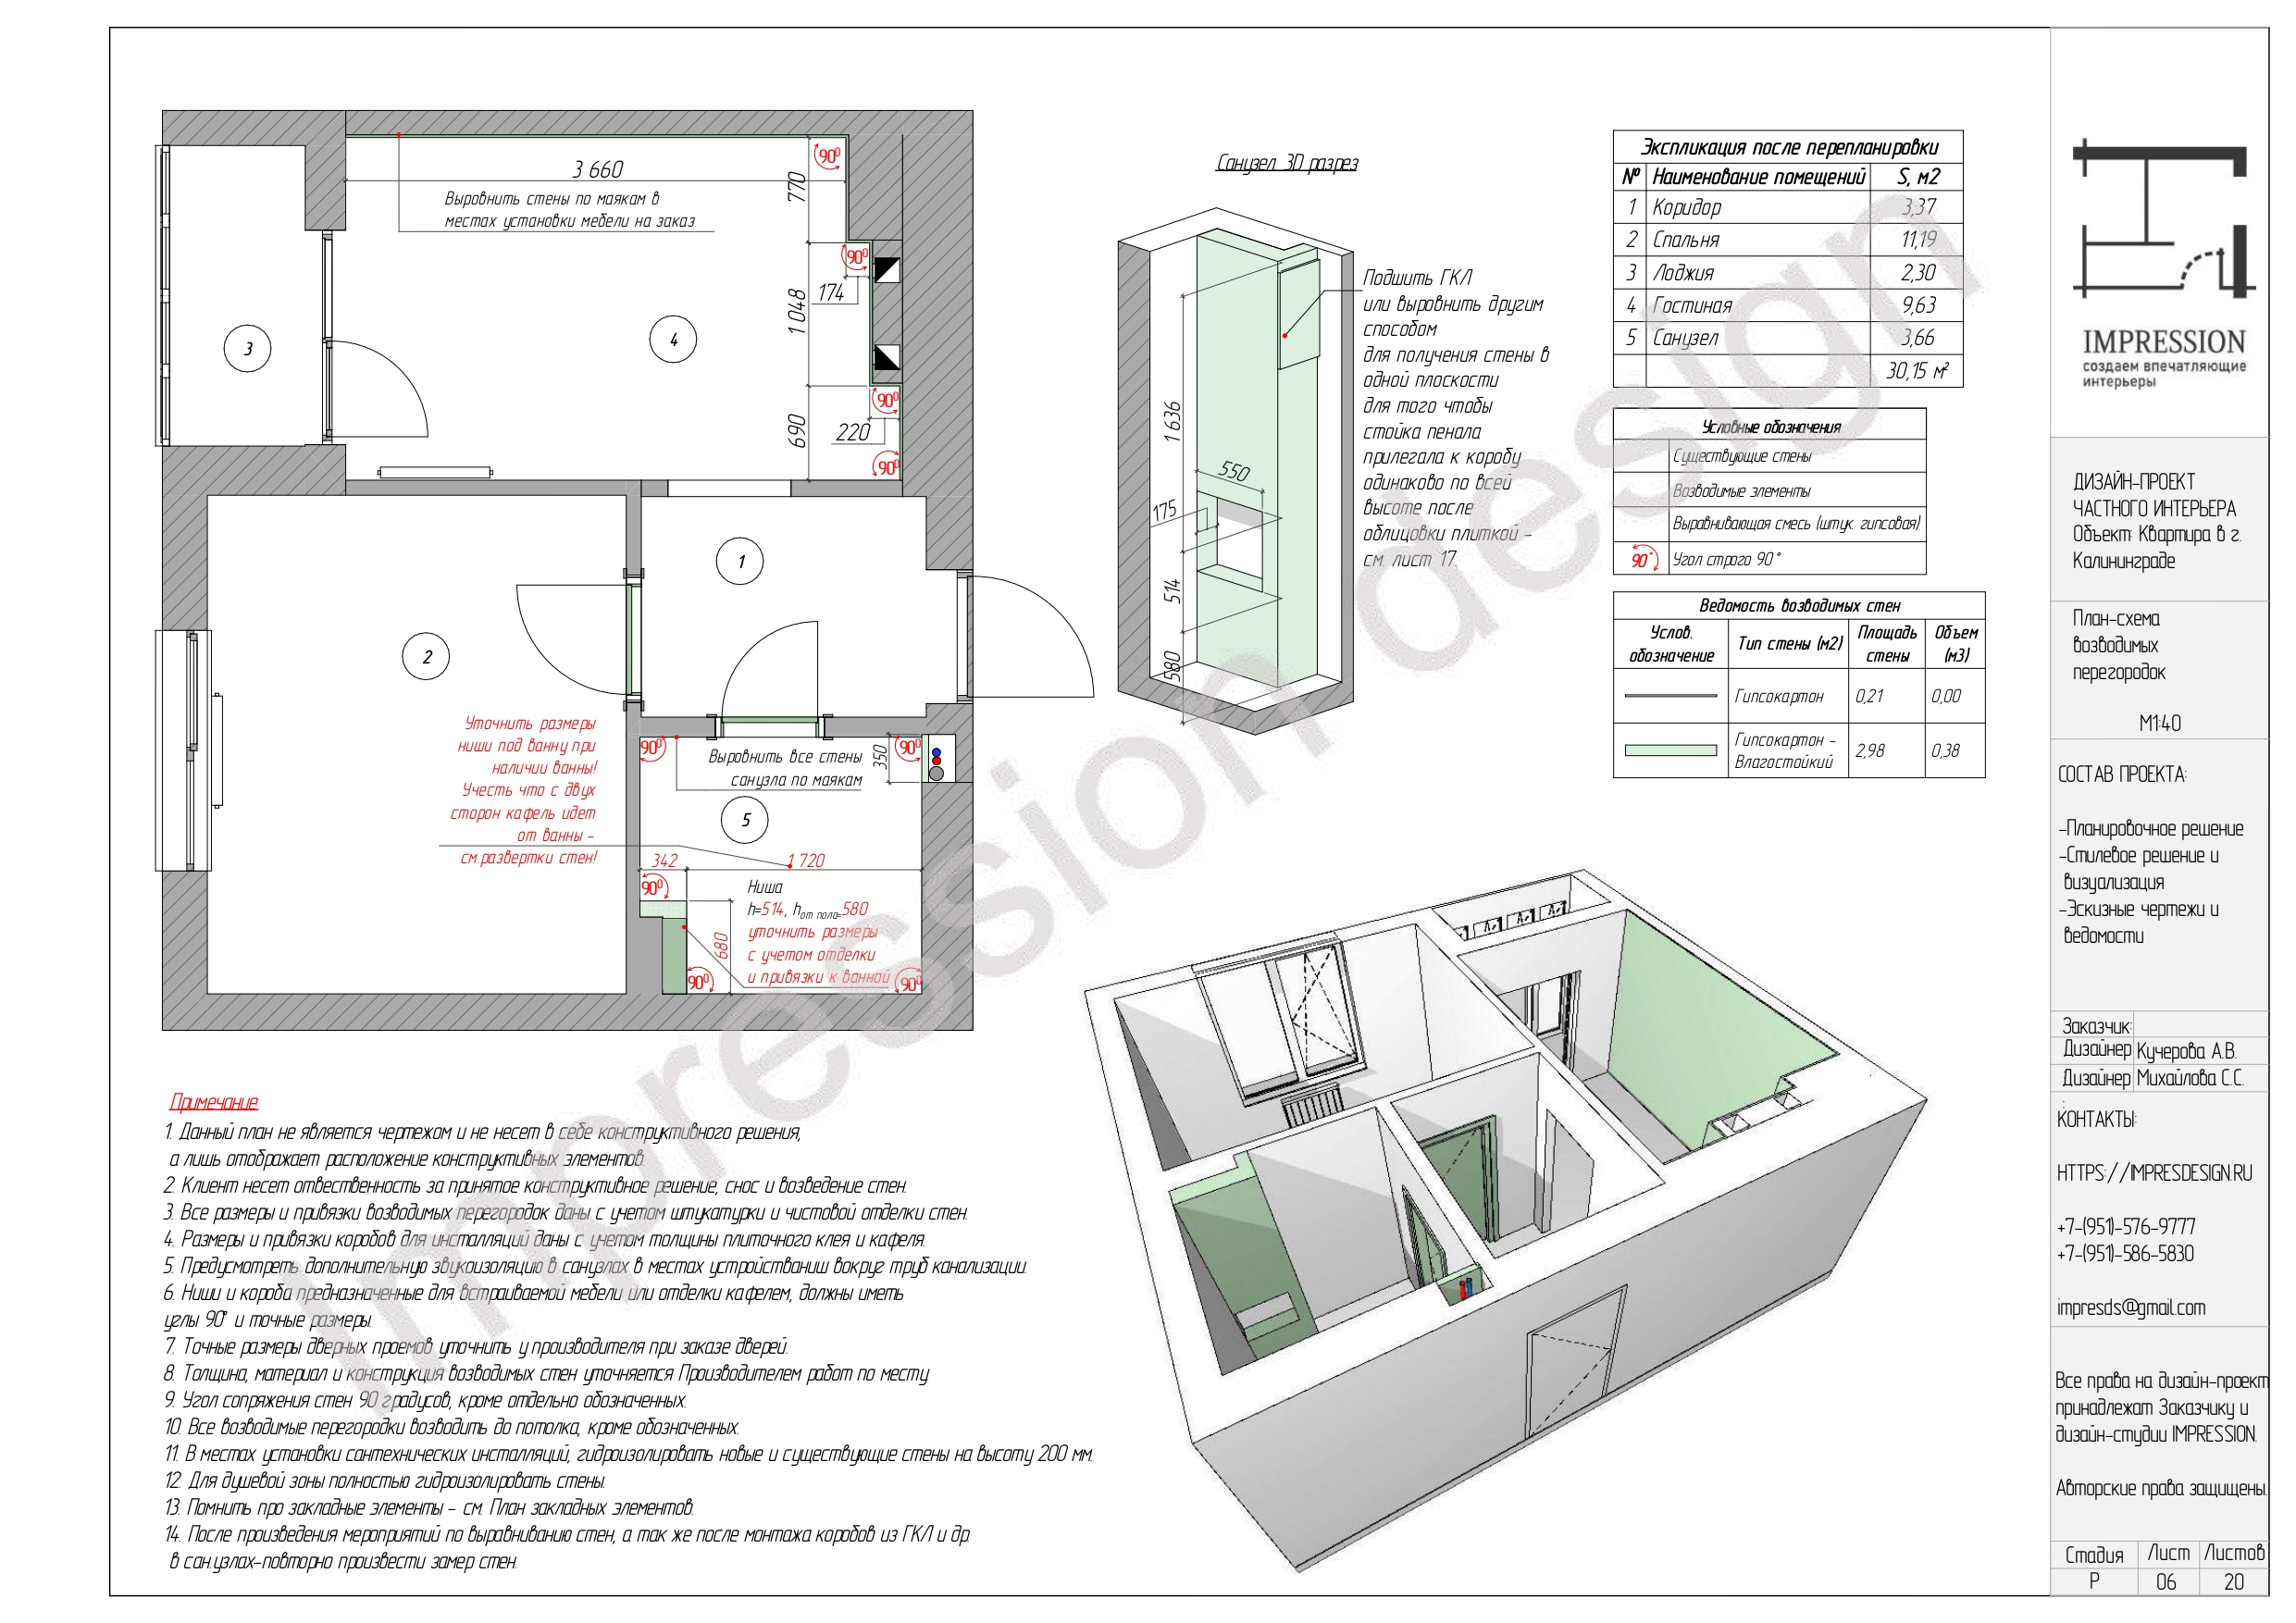 3 660
Выровнить стены по маякам в
местах установки мебели на заказ
90⁰
770
90⁰
174
1 048
90⁰
690
220
90⁰
3
4
1
2
5
Уточнить размеры
ниши под ванну при
наличии ванны!
Учесть что с двух
сторон кафель идет
от ванны -
см.развертки стен!
90⁰
Выровнить все стены
санузла по маякам
350
90⁰
342
1 720
90⁰
Ниша
h=514, hот пола=580
уточнить размеры
с учетом отделки
и привязки к ванной
680
90⁰
90⁰
Санузел 3D разрез
1 636
550
175
514
580
Подшить ГКЛ
или выровнить другим
способом
для получения стены в
одной плоскости
для того чтобы
стойка пенала
прилегала к коробу
одинаково по всей
высоте после
облицовки плиткой -
см. лист 17.
Экспликация после перепланировки
№ Наименование помещений S, м2
1 Коридор 3,37
2 Спальня 11,19
3 Лоджия 2,30
4 Гостиная 9,63
5 Санузел 3,66
30,15 м²
Условные обозначения
Существующие стены
Возводимые элементы
Выравнивающая смесь (штук. гипсовая)
90° Угол строго 90°
Ведомость возводимых стен
Услов. обозначение Тип стены (м2) Площадь стены Объем (м3)
Гипсокартон 0,21 0,00
Гипсокартон - Влагостойкий 2,98 0,38
Примечание
1. Данный план не является чертежом и не несет в себе конструктивного решения,
а лишь отображает расположение конструктивных элементов.
2. Клиент несет отвественность за принятое конструктивное решение, снос и возведение стен.
3. Все размеры и привязки возводимых перегородок даны с учетом штукатурки и чистовой отделки стен.
4. Размеры и привязки коробов для инсталляций даны с учетом толщины плиточного клея и кафеля.
5. Предусмотреть дополнительную звукоизоляцию в санузлах в местах устройстваниш вокруг труб канализации.
6. Ниши и короба предназначенные для встраиваемой мебели или отделки кафелем, должны иметь
углы 90° и точные размеры.
7. Точные размеры дверных проемов уточнить у производителя при заказе дверей.
8. Толщина, материал и конструкция возводимых стен уточняется Производителем работ по месту
9. Угол сопряжения стен 90 градусов, кроме отдельно обозначенных.
10. Все возводимые перегородки возводить до потолка, кроме обозначенных.
11. В местах установки сантехнических инсталляций, гидроизолировать новые и существующие стены на высоту 200 мм.
12. Для душевой зоны полностью гидроизолировать стены.
13. Помнить про закладные элементы - см. План закладных элементов.
14. После произведения мероприятий по выравниванию стен, а так же после монтажа коробов из ГКЛ и др.
в сан.узлах-повторно произвести замер стен.
Impression design
IMPRESSION
создаем впечатляющие
интерьеры
ДИЗАЙН-ПРОЕКТ
ЧАСТНОГО ИНТЕРЬЕРА
Объект: Квартира в г.
Калининграде
План-схема
возводимых
перегородок
М1:40
СОСТАВ ПРОЕКТА:
-Планировочное решение
-Стилевое решение и
визуализация
-Эскизные чертежи и
ведомости
Заказчик:
Дизайнер Кучерова А.В.
Дизайнер Михайлова С.С.
КОНТАКТЫ:
HTTPS://IMPRESDESIGN.RU
+7-(951)-576-9777
+7-(951)-586-5830
impresds@gmail.com
Все права на дизайн-проект
принадлежат Заказчику и
дизайн-студии IMPRESSION.
Авторские права защищены.
Стадия Лист Листов
Р 06 20